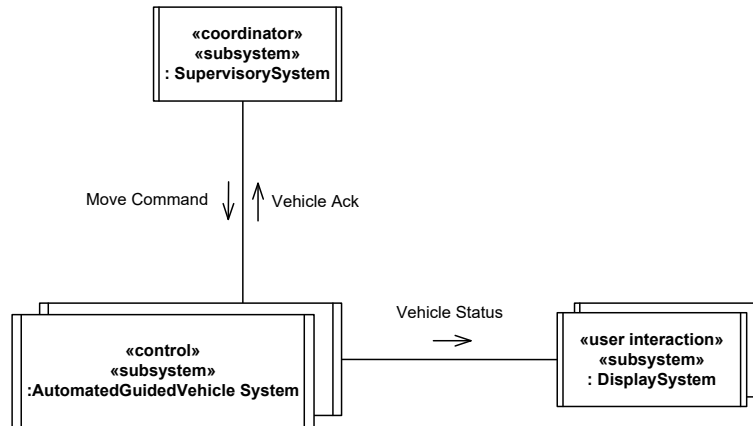 «coordinator»
«subsystem»
: SupervisorySystem
Move Command
Vehicle Ack
Vehicle Status
«control»
«subsystem»
:AutomatedGuidedVehicle System
«user interaction»
«subsystem»
: DisplaySystem